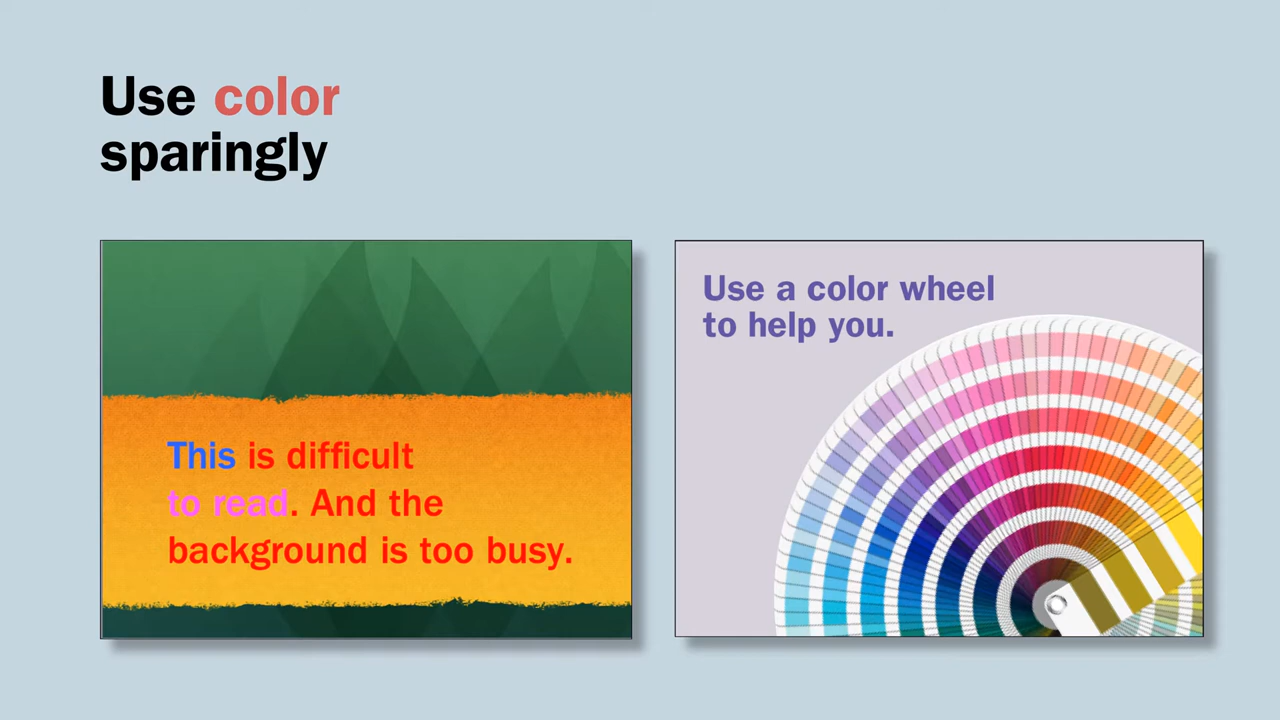 Use color
sparingly
This is difficult
to read. And the
background is too busy.
Use a color wheel
to help you.